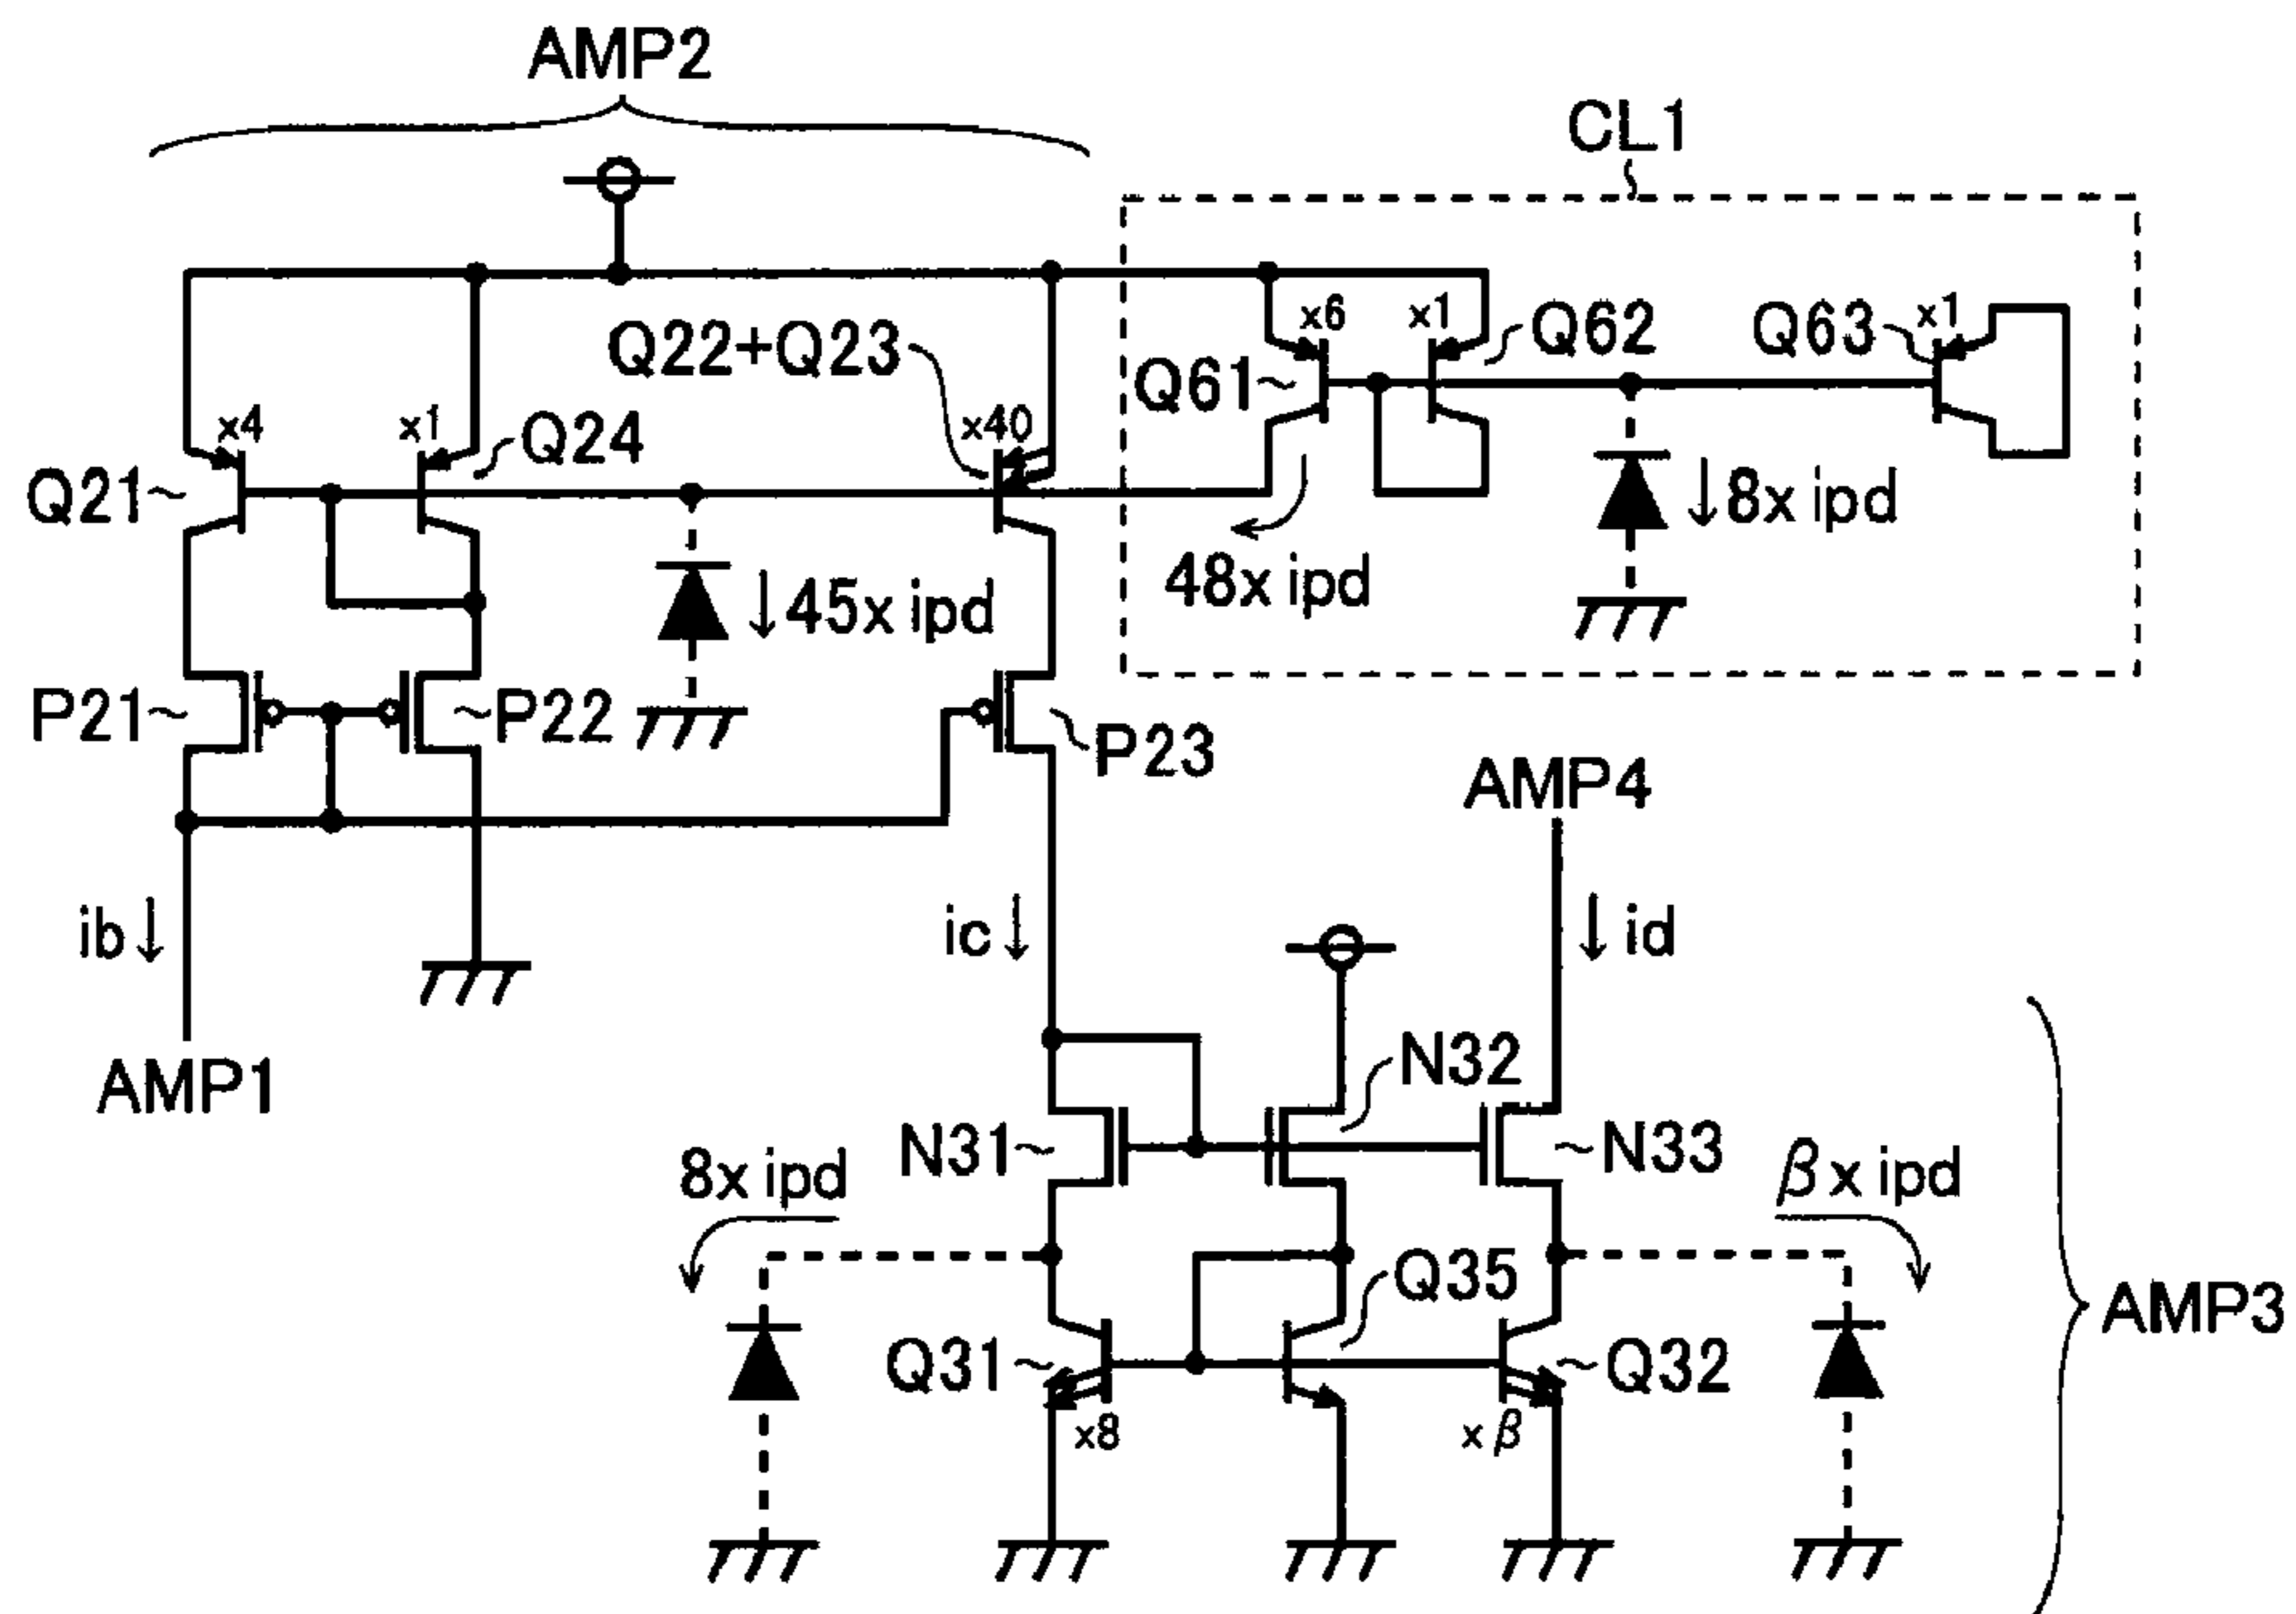 AMP2
CL1
Q22+Q23
x6
x1
Q62
Q63
x1
Q61
x4
x1
Q24
x40
Q21
45x ipd
48x ipd
8x ipd
P21
P22
P23
AMP4
ib
ic
id
AMP1
N32
N31
N33
8x ipd
βx ipd
Q35
AMP3
Q31
Q32
x8
xβ